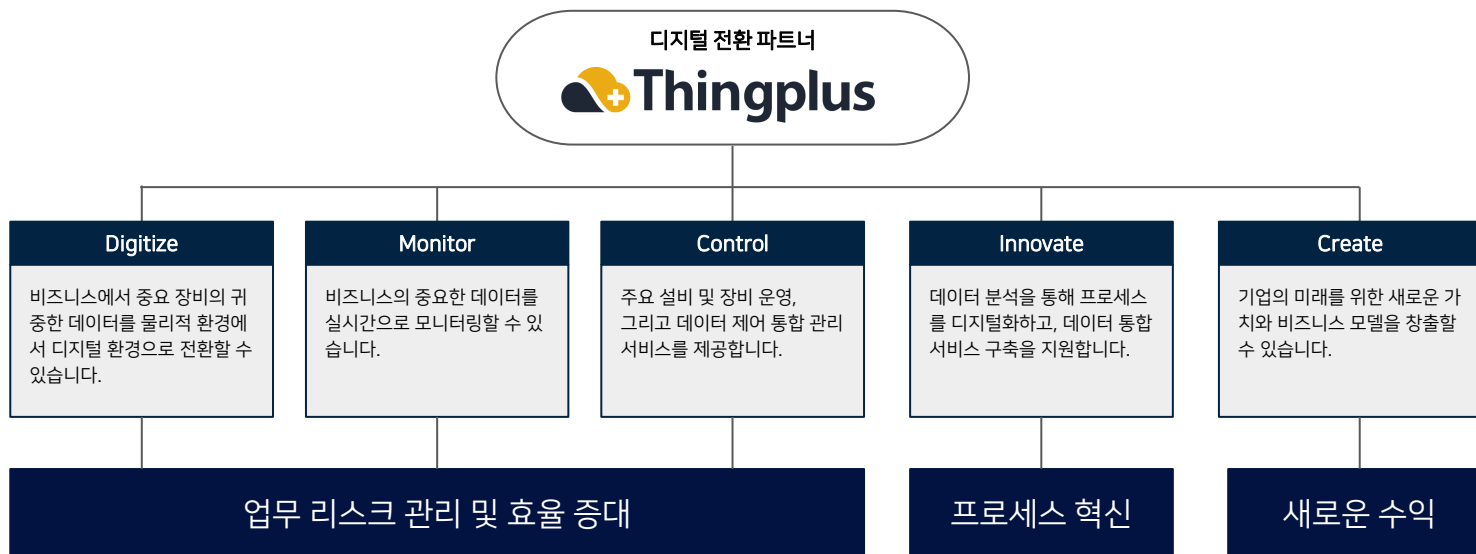 디지털 전환 파트너
Thingplus
Digitize
비즈니스에서 중요 장비의 귀
중한 데이터를 물리적 환경에
서 디지털 환경으로 전환할 수
있습니다.
Monitor
비즈니스의 중요한 데이터를
실시간으로 모니터링할 수 있
습니다.
Control
주요 설비 및 장비 운영,
그리고 데이터 제어 통합 관리
서비스를 제공합니다.
Innovate
데이터 분석을 통해 프로세스
를 디지털화하고, 데이터 통합
서비스 구축을 지원합니다.
Create
기업의 미래를 위한 새로운 가
치와 비즈니스 모델을 창출할
수 있습니다.
업무 리스크 관리 및 효율 증대
프로세스 혁신
새로운 수익